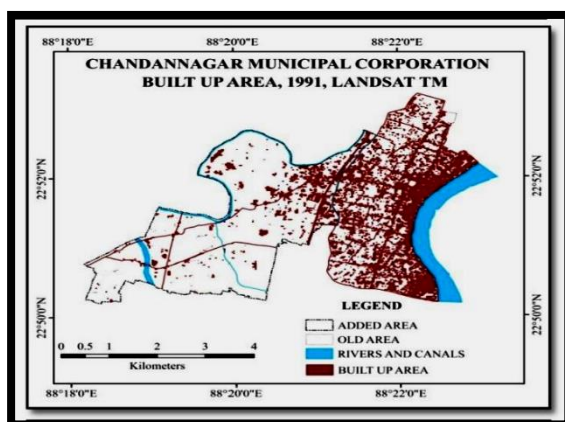 88°18'0"E 88°20'0"E 88°22'0"E
CHANDANNAGAR MUNICIPAL CORPORATION
BUILT UP AREA, 1991, LANDSAT TM
22°52'0"N 22°52'0"N
22°50'0"N 22°50'0"N
LEGEND
ADDED AREA
OLD AREA
RIVERS AND CANALS
BUILT UP AREA
0 0.5 1 2 3 4
Kilometers
88°18'0"E 88°20'0"E 88°22'0"E